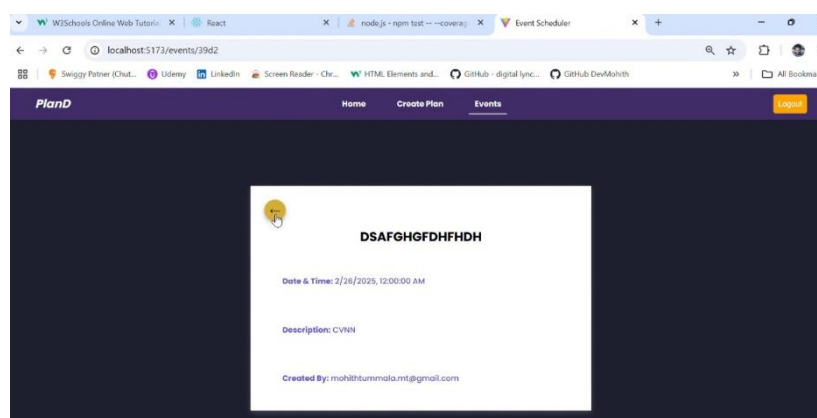 W3Schools Online Web Tutorial
React
node.js - npm test -- --coverag
Event Scheduler
localhost:5173/events/39d2
Swiggy Patner (Chut...
Udemy
LinkedIn
Screen Reader - Chr...
HTML Elements and...
GitHub - digital lync...
GitHub DevMohith
All Bookma
PlanD
Home
Create Plan
Events
Logout
DSAFGHGFDHFHDH
Date & Time: 2/26/2025, 12:00:00 AM
Description: CVNN
Created By: mohithtummala.mt@gmail.com